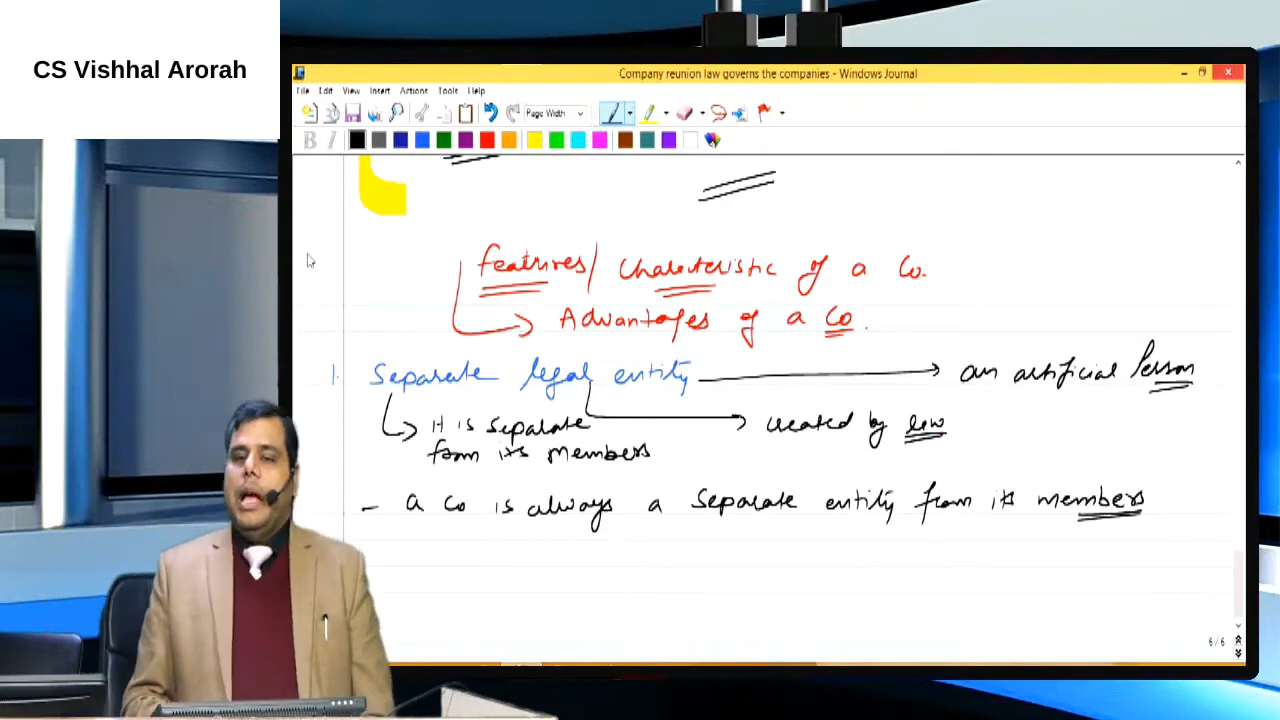 CS Vishhal Arorah
Company reunion law governs the companies - Windows Journal
File Edit View Insert Actions Tools Help
Page Width
B I
Features/ Charecteristic of a Co.
Advantages of a Co.
1. Separate legal entity → an artificial Person
It is separate from its members
created by law
- a Co is always a Separate entity from its members
6/6